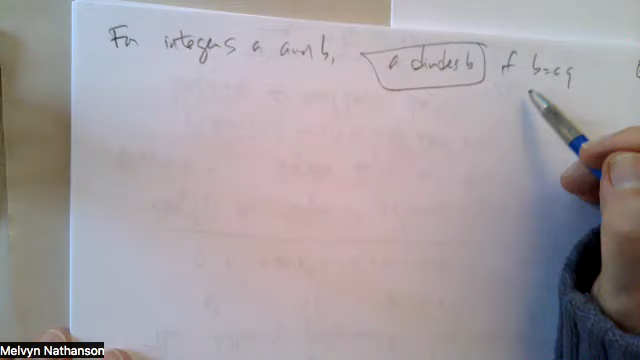 For integers a and b, a divides b if b=aq
Melvyn Nathanson